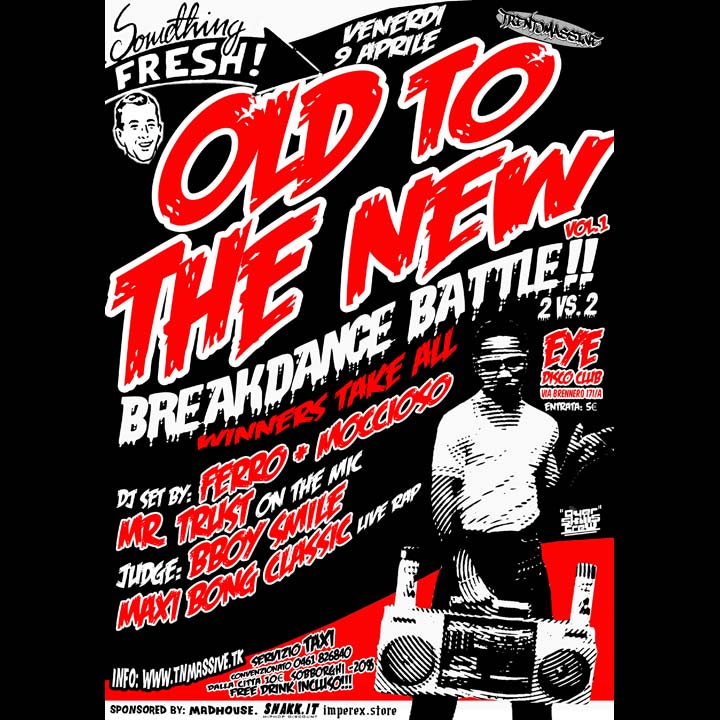 Something
FRESH!
VENERDI
9 APRILE
TRENTOMASSIVE
OLD TO
THE NEW
VOL.1
BREAKDANCE BATTLE!!
2 VS. 2
WINNERS TAKE ALL
EYE
DISCO CLUB
VIA BRENNERO 171/A
ENTRATA: 5€
DJ SET BY: FERRO * MOCCIOSO
MR TRUST ON THE MIC
JUDGE: BBOY SMILE
MAXI BONG CLASSIC LIVE RAP
INFO: WWW.TNMASSIVE.TK
SERVIZIO TAXI
CONVENZIONATO 0461 826840
DALLA CITTA 10€ SOBBORGHI -20%
FREE DRINK INCLUSO!!!
SPONSORED BY: MADHOUSE. SHAKK.IT imperex.store
HIPHOP DISCOUNT